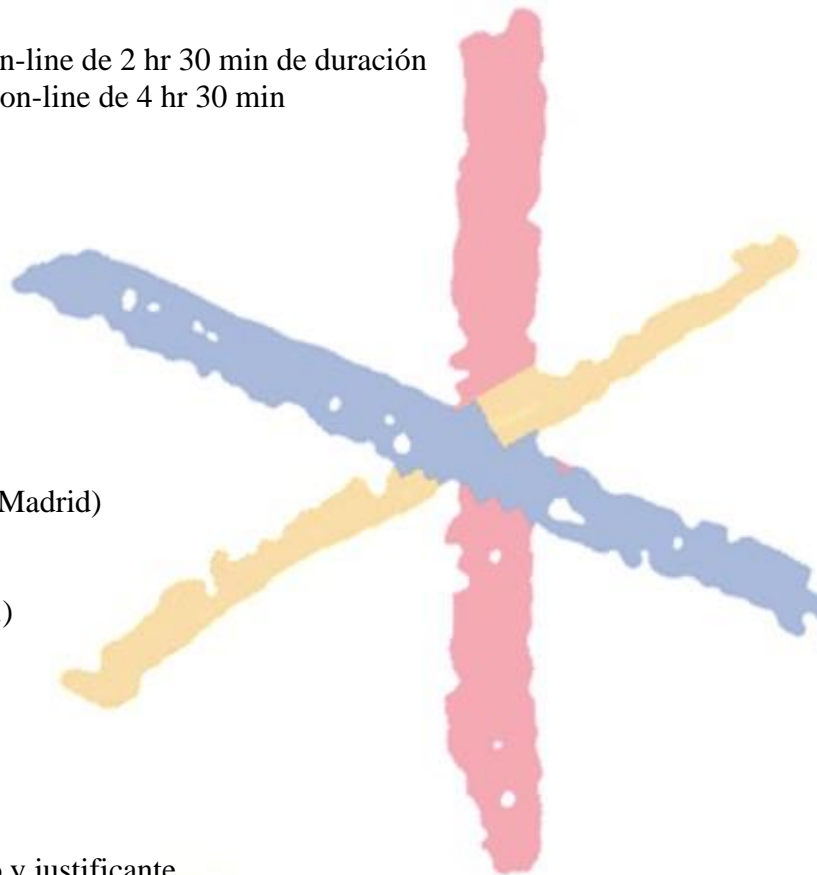 n-line de 2 hr 30 min de duración
on-line de 4 hr 30 min
Madrid)
)
y justificante